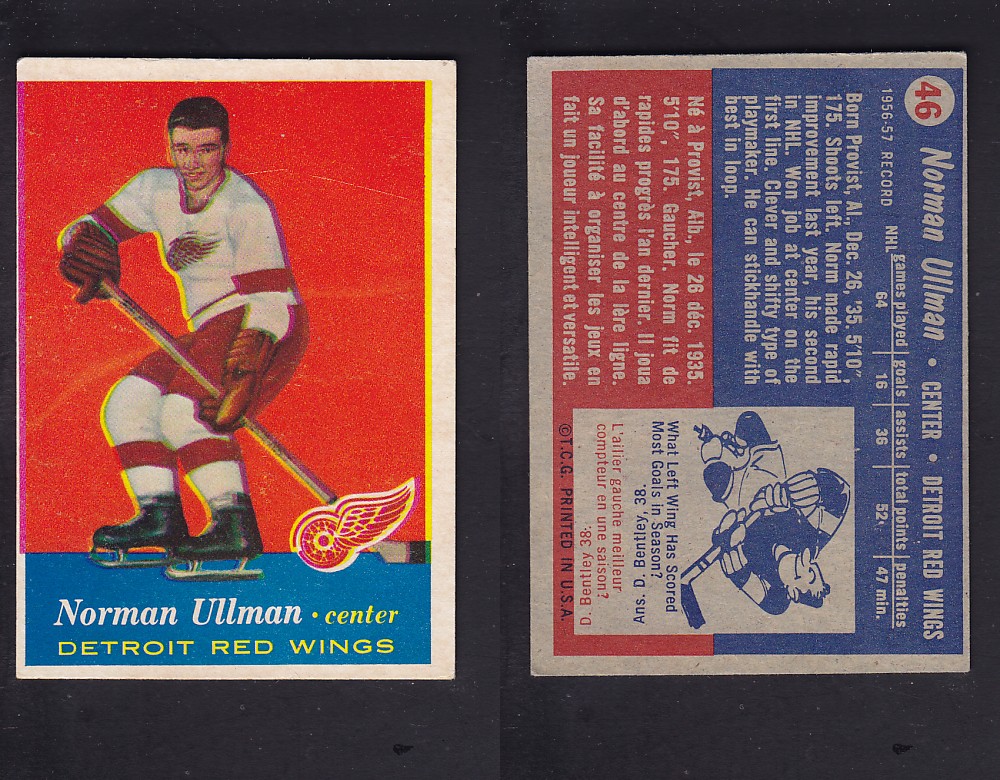 Norman Ullman • center
DETROIT RED WINGS
46 Norman Ullman • CENTER • DETROIT RED WINGS
1956-57 RECORD
games played goals assists total points penalties
NHL 64 16 36 52 47 min.
Born Provist, Al., Dec. 26, '35. 5'10",
175. Shoots left. Norm made rapid
improvement last year, his second
in NHL. Won job at center on the
first line. Clever and shifty type of
playmaker. He can stickhandle with
best in loop.
Né à Provist, Alb., le 26 déc. 1935.
5'10", 175. Gaucher. Norm fit de
rapides progrès l'an dernier. Il joua
d'abord au centre de la lère ligne.
Sa facilité à organiser les jeux en
fait un joueur intelligent et versatile.
What Left Wing Has Scored
Most Goals in Season?
Ans. D. Bentley '38.
L'ailier gauche meilleur
compteur en une saison?
D. Bentley 38:.
©T.C.G. PRINTED IN U.S.A.